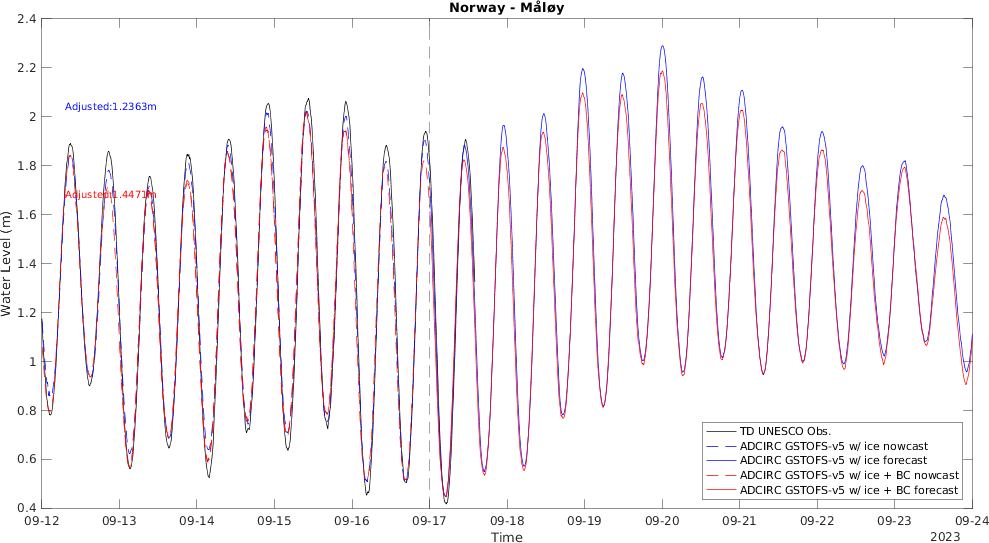 Norway - Måløy
Water Level (m)
2.4
2.2
2
1.8
1.6
1.4
1.2
1
0.8
0.6
0.4
Adjusted:1.2363m
Adjusted:1.4471m
TD UNESCO Obs.
ADCIRC GSTOFS-v5 w/ ice nowcast
ADCIRC GSTOFS-v5 w/ ice forecast
ADCIRC GSTOFS-v5 w/ ice + BC nowcast
ADCIRC GSTOFS-v5 w/ ice + BC forecast
09-12 09-13 09-14 09-15 09-16 09-17 09-18 09-19 09-20 09-21 09-22 09-23 09-24
Time
2023